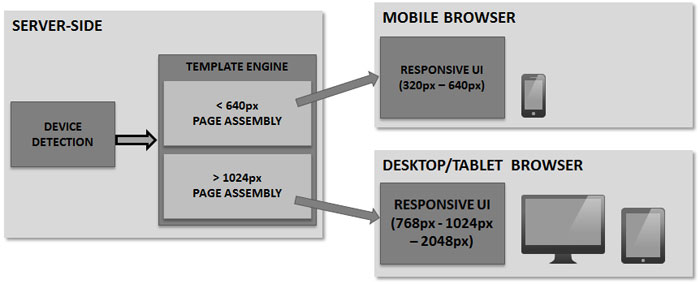 SERVER-SIDE
DEVICE
DETECTION
TEMPLATE ENGINE
< 640px
PAGE ASSEMBLY
> 1024px
PAGE ASSEMBLY
MOBILE BROWSER
RESPONSIVE UI
(320px – 640px)
DESKTOP/TABLET BROWSER
RESPONSIVE UI
(768px - 1024px
– 2048px)